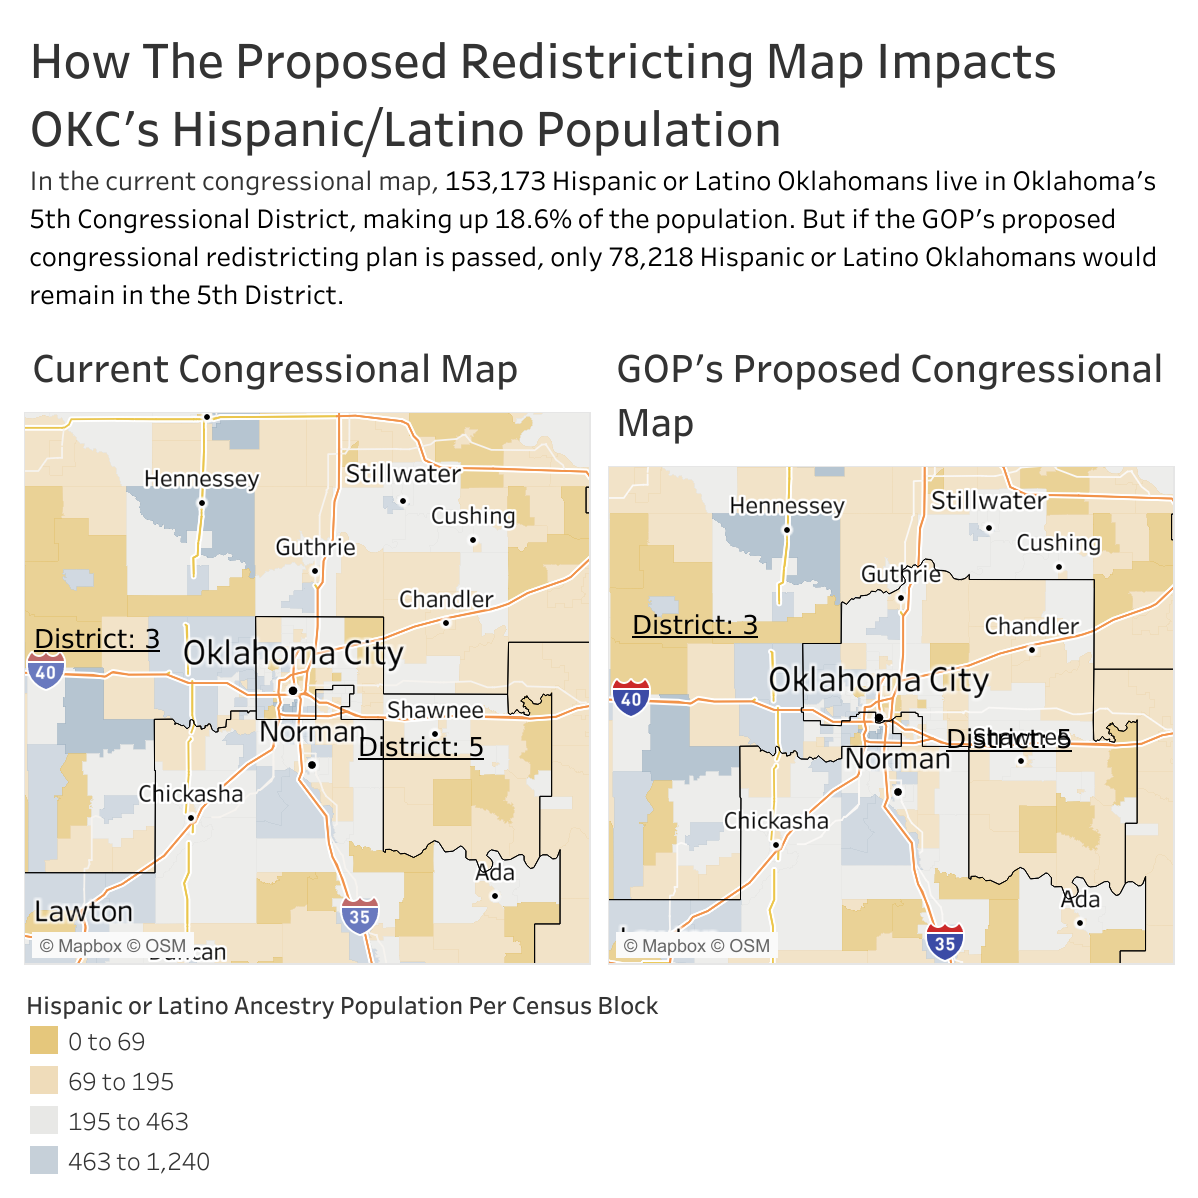 How The Proposed Redistricting Map Impacts
OKC’s Hispanic/Latino Population
In the current congressional map, 153,173 Hispanic or Latino Oklahomans live in Oklahoma’s
5th Congressional District, making up 18.6% of the population. But if the GOP’s proposed
congressional redistricting plan is passed, only 78,218 Hispanic or Latino Oklahomans would
remain in the 5th District.
Current Congressional Map
Hennessey
Stillwater
Cushing
Guthrie
Chandler
District: 3
Oklahoma City
40
Shawnee
Norman
District: 5
Chickasha
Ada
Lawton
35
© Mapbox © OSM
GOP’s Proposed Congressional
Map
Hennessey
Stillwater
Cushing
Guthrie
Chandler
District: 3
Oklahoma City
40
Shawnee
District: 5
Norman
Chickasha
Ada
35
© Mapbox © OSM
Hispanic or Latino Ancestry Population Per Census Block
0 to 69
69 to 195
195 to 463
463 to 1,240